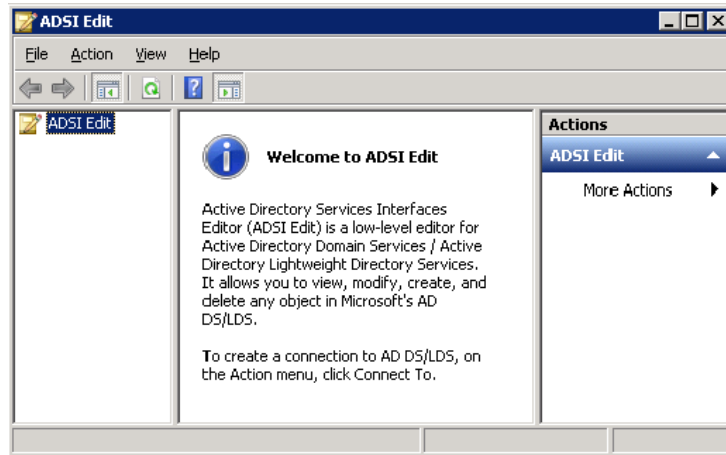 ADSI Edit
File Action View Help
ADSI Edit
Welcome to ADSI Edit
Active Directory Services Interfaces
Editor (ADSI Edit) is a low-level editor for
Active Directory Domain Services / Active
Directory Lightweight Directory Services.
It allows you to view, modify, create, and
delete any object in Microsoft's AD
DS/LDS.
To create a connection to AD DS/LDS, on
the Action menu, click Connect To.
Actions
ADSI Edit
More Actions